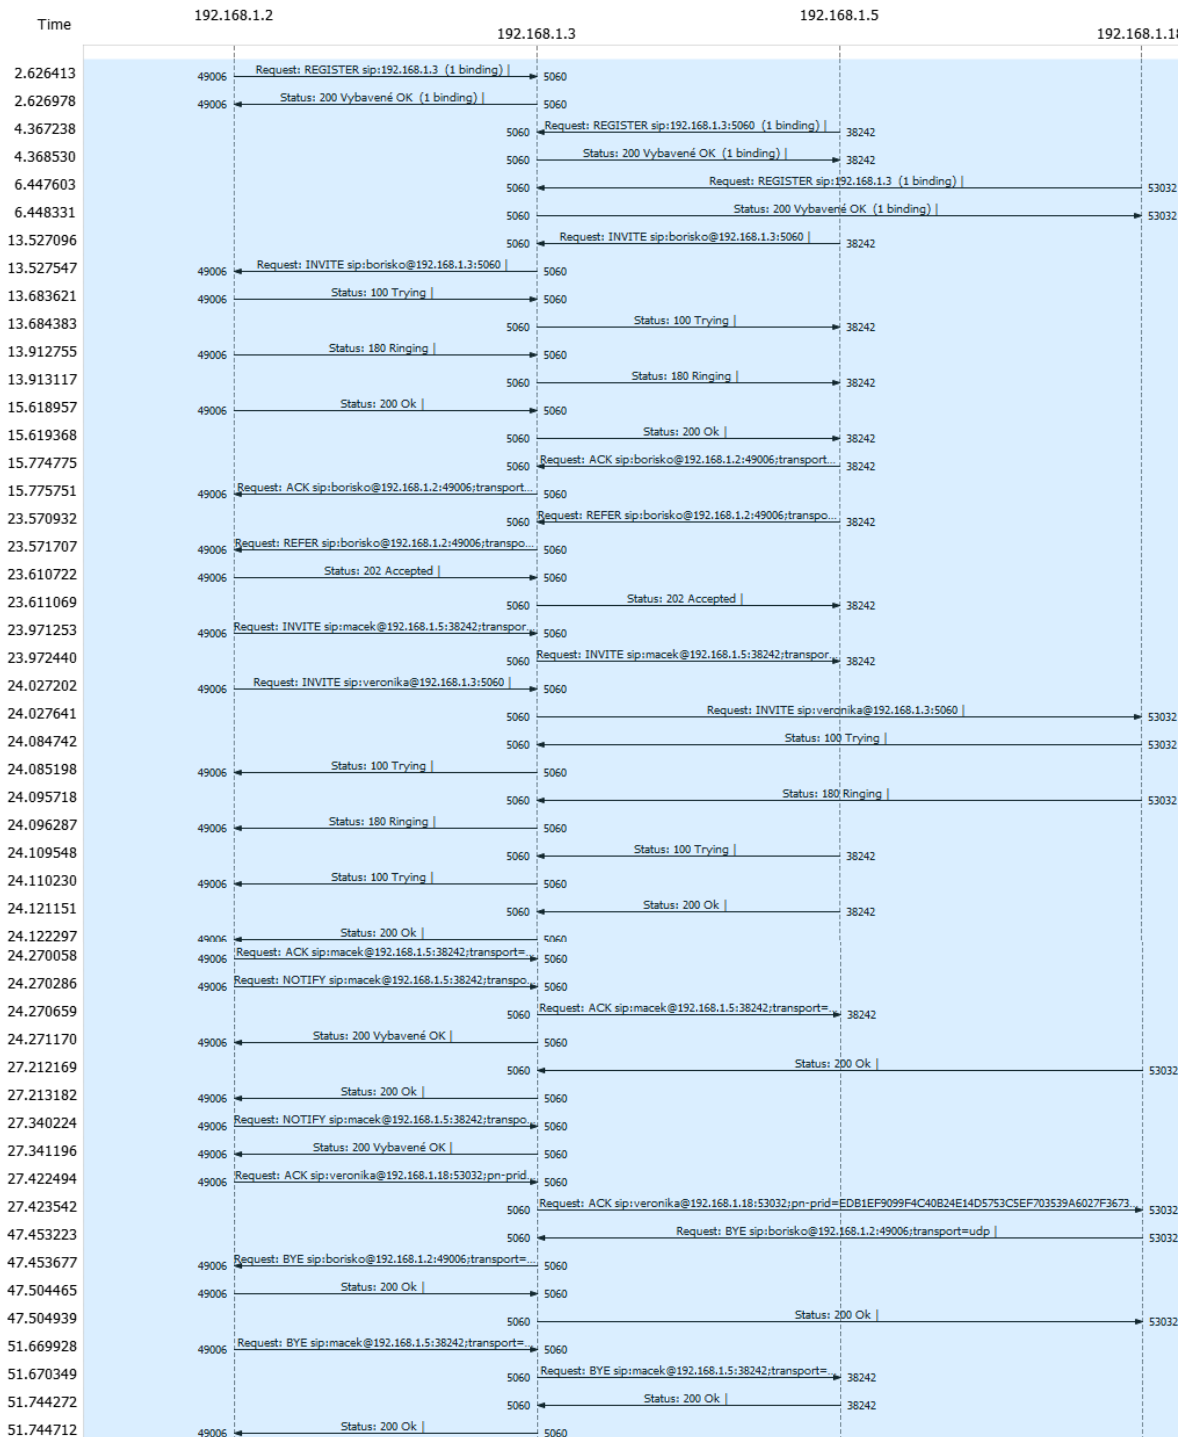 192.168.1.2 192.168.1.5
Time
192.168.1.3 192.168.1.18
2.626413 49006 Request: REGISTER sip:192.168.1.3 (1 binding) | 5060
2.626978 49006 Status: 200 Vybavené OK (1 binding) | 5060
4.367238 5060 Request: REGISTER sip:192.168.1.3:5060 (1 binding) | 38242
4.368530 5060 Status: 200 Vybavené OK (1 binding) | 38242
6.447603 5060 Request: REGISTER sip:192.168.1.3 (1 binding) | 53032
6.448331 5060 Status: 200 Vybavené OK (1 binding) | 53032
13.527096 5060 Request: INVITE sip:borisko@192.168.1.3:5060 | 38242
13.527547 49006 Request: INVITE sip:borisko@192.168.1.3:5060 | 5060
13.683621 49006 Status: 100 Trying | 5060
13.684383 5060 Status: 100 Trying | 38242
13.912755 49006 Status: 180 Ringing | 5060
13.913117 5060 Status: 180 Ringing | 38242
15.618957 49006 Status: 200 Ok | 5060
15.619368 5060 Status: 200 Ok | 38242
15.774775 5060 Request: ACK sip:borisko@192.168.1.2:49006;transport... 38242
15.775751 49006 Request: ACK sip:borisko@192.168.1.2:49006;transport... 5060
23.570932 5060 Request: REFER sip:borisko@192.168.1.2:49006;transpo... 38242
23.571707 49006 Request: REFER sip:borisko@192.168.1.2:49006;transpo... 5060
23.610722 49006 Status: 202 Accepted | 5060
23.611069 5060 Status: 202 Accepted | 38242
23.971253 49006 Request: INVITE sip:macek@192.168.1.5:38242;transpor... 5060
23.972440 5060 Request: INVITE sip:macek@192.168.1.5:38242;transpor... 38242
24.027202 49006 Request: INVITE sip:veronika@192.168.1.3:5060 | 5060
24.027641 5060 Request: INVITE sip:veronika@192.168.1.3:5060 | 53032
24.084742 5060 Status: 100 Trying | 53032
24.085198 49006 Status: 100 Trying | 5060
24.095718 5060 Status: 180 Ringing | 53032
24.096287 49006 Status: 180 Ringing | 5060
24.109548 5060 Status: 100 Trying | 38242
24.110230 49006 Status: 100 Trying | 5060
24.121151 5060 Status: 200 Ok | 38242
24.122297 49006 Status: 200 Ok | 5060
24.270058 49006 Request: ACK sip:macek@192.168.1.5:38242;transport=... 5060
24.270286 49006 Request: NOTIFY sip:macek@192.168.1.5:38242;transpo... 5060
24.270659 5060 Request: ACK sip:macek@192.168.1.5:38242;transport=... 38242
24.271170 49006 Status: 200 Vybavené OK | 5060
27.212169 5060 Status: 200 Ok | 53032
27.213182 49006 Status: 200 Ok | 5060
27.340224 49006 Request: NOTIFY sip:macek@192.168.1.5:38242;transpo... 5060
27.341196 49006 Status: 200 Vybavené OK | 5060
27.422494 49006 Request: ACK sip:veronika@192.168.1.18:53032;pn-prid... 5060
27.423542 5060 Request: ACK sip:veronika@192.168.1.18:53032;pn-prid=EDB1EF9099F4C40B24E14D5753C5EF703539A6027F3673... 53032
47.453223 5060 Request: BYE sip:borisko@192.168.1.2:49006;transport=udp | 53032
47.453677 49006 Request: BYE sip:borisko@192.168.1.2:49006;transport=... 5060
47.504465 49006 Status: 200 Ok | 5060
47.504939 5060 Status: 200 Ok | 53032
51.669928 49006 Request: BYE sip:macek@192.168.1.5:38242;transport=... 5060
51.670349 5060 Request: BYE sip:macek@192.168.1.5:38242;transport=... 38242
51.744272 5060 Status: 200 Ok | 38242
51.744712 49006 Status: 200 Ok | 5060